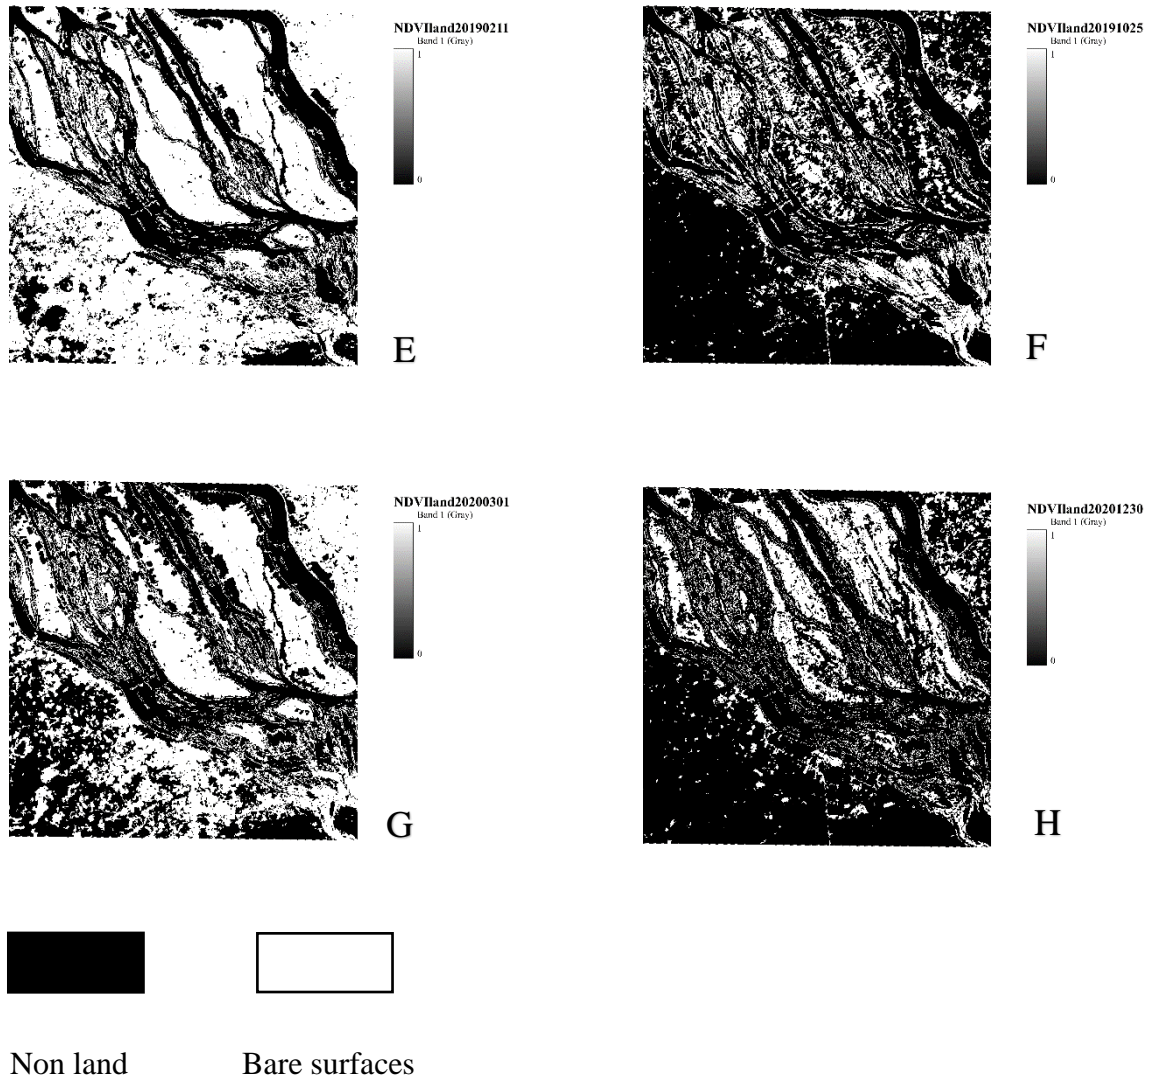 NDVIland20190211
Band 1 (Gray)
1
0
E
NDVIland20191025
Band 1 (Gray)
1
0
F
NDVIland20200301
Band 1 (Gray)
1
0
G
NDVIland20201230
Band 1 (Gray)
1
0
H
Non land
Bare surfaces